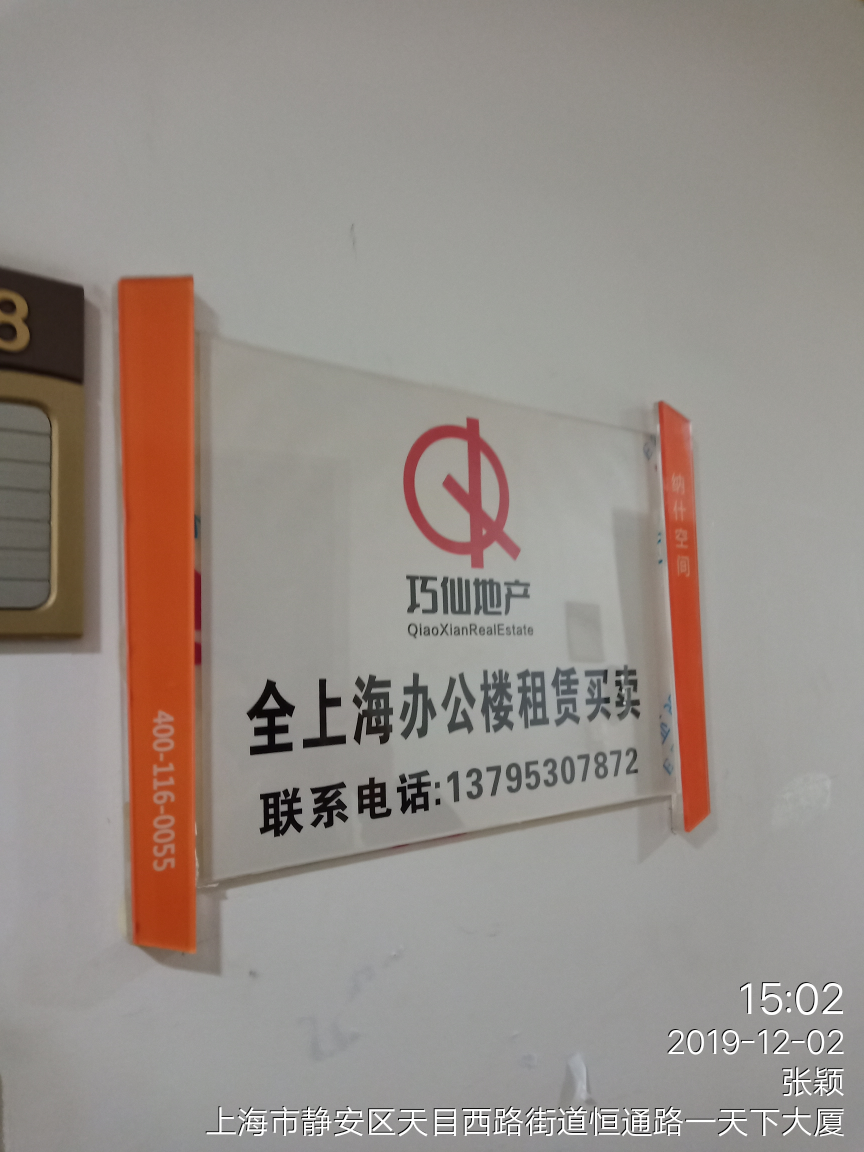 8
400-116-0055
纳什空间
巧仙地产
QiaoXianRealEstate
全上海办公楼租赁买卖
联系电话:13795307872
15:02
2019-12-02
张颖
上海市静安区天目西路街道恒通路一天下大厦